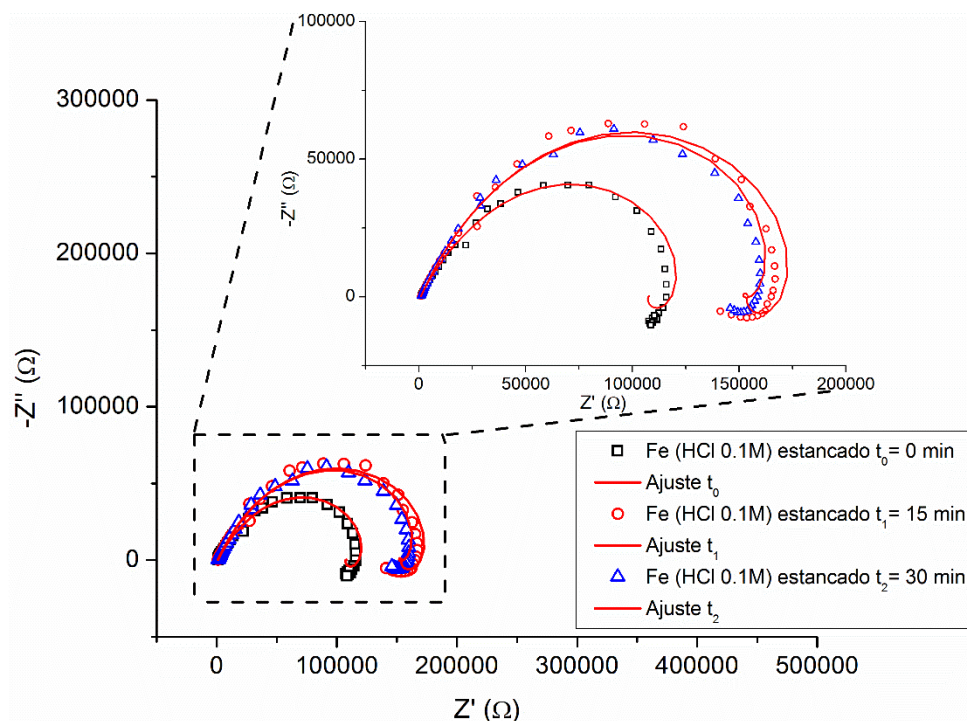 100000
50000
0
-Z'' (Ω)
0
50000
100000
150000
200000
Z' (Ω)
300000
200000
100000
0
-Z'' (Ω)
0
100000
200000
300000
400000
500000
Z' (Ω)
Fe (HCl 0.1M) estancado t₀= 0 min
Ajuste t₀
Fe (HCl 0.1M) estancado t₁= 15 min
Ajuste t₁
Fe (HCl 0.1M) estancado t₂= 30 min
Ajuste t₂